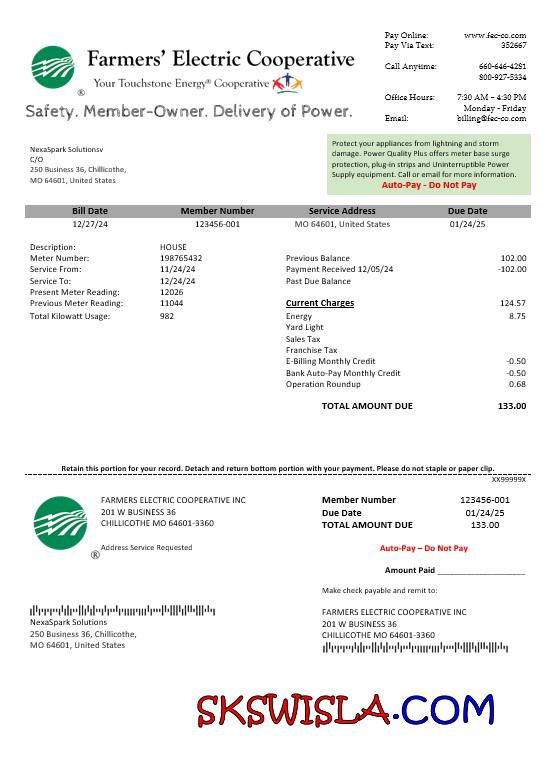 Farmers' Electric Cooperative
Your Touchstone Energy® Cooperative
®
Safety. Member-Owner. Delivery of Power.
Pay Online: www.fec-co.com
Pay Via Text: 352667
Call Anytime: 660-646-4281
800-927-5334
Office Hours: 7:30 AM – 4:30 PM
Monday - Friday
Email: billing@fec-co.com
NexaSpark Solutionsv
C/O
250 Business 36, Chillicothe,
MO 64601, United States
Protect your appliances from lightning and storm
damage. Power Quality Plus offers meter base surge
protection, plug-in strips and Uninterruptible Power
Supply equipment. Call or email for more information.
Auto-Pay - Do Not Pay
Bill Date Member Number Service Address Due Date
12/27/24 123456-001 MO 64601, United States 01/24/25
Description: HOUSE
Meter Number: 198765432
Service From: 11/24/24
Service To: 12/24/24
Present Meter Reading: 12026
Previous Meter Reading: 11044
Total Kilowatt Usage: 982
Previous Balance 102.00
Payment Received 12/05/24 -102.00
Past Due Balance
Current Charges 124.57
Energy 8.75
Yard Light
Sales Tax
Franchise Tax
E-Billing Monthly Credit -0.50
Bank Auto-Pay Monthly Credit -0.50
Operation Roundup 0.68
TOTAL AMOUNT DUE 133.00
Retain this portion for your record. Detach and return bottom portion with your payment. Please do not staple or paper clip.
XX99999X
FARMERS ELECTRIC COOPERATIVE INC
201 W BUSINESS 36
CHILLICOTHE MO 64601-3360
® Address Service Requested
Member Number 123456-001
Due Date 01/24/25
TOTAL AMOUNT DUE 133.00
Auto-Pay – Do Not Pay
Amount Paid ____________________
Make check payable and remit to:
NexaSpark Solutions
250 Business 36, Chillicothe,
MO 64601, United States
FARMERS ELECTRIC COOPERATIVE INC
201 W BUSINESS 36
CHILLICOTHE MO 64601-3360
SKSWISLA.COM